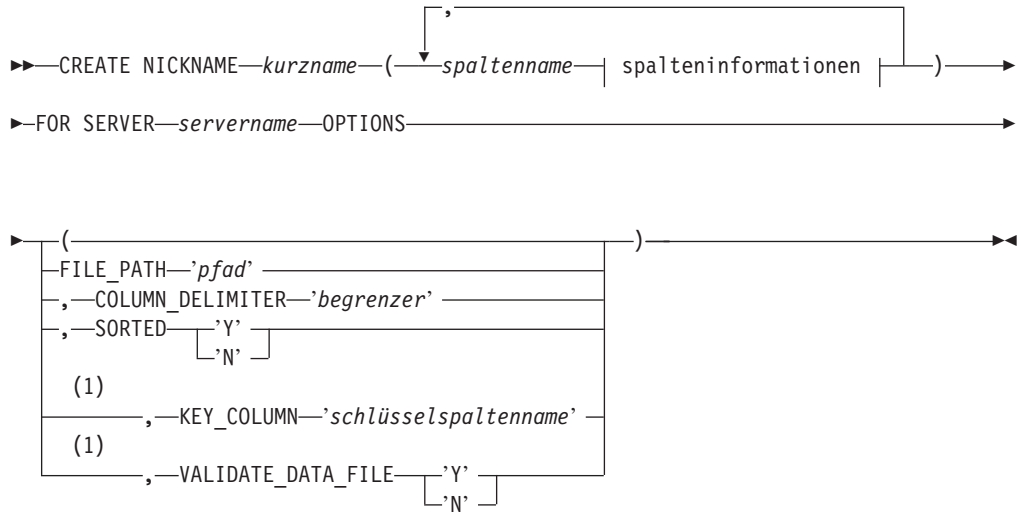 ,
CREATE NICKNAME kurzname ( spaltenname spalteninformationen )
FOR SERVER servername OPTIONS
( )
FILE_PATH ’pfad’
, COLUMN_DELIMITER ’begrenzer’
, SORTED ’Y’
’N’
(1)
, KEY_COLUMN ’schlüsselspaltenname’
(1)
, VALIDATE_DATA_FILE ’Y’
’N’